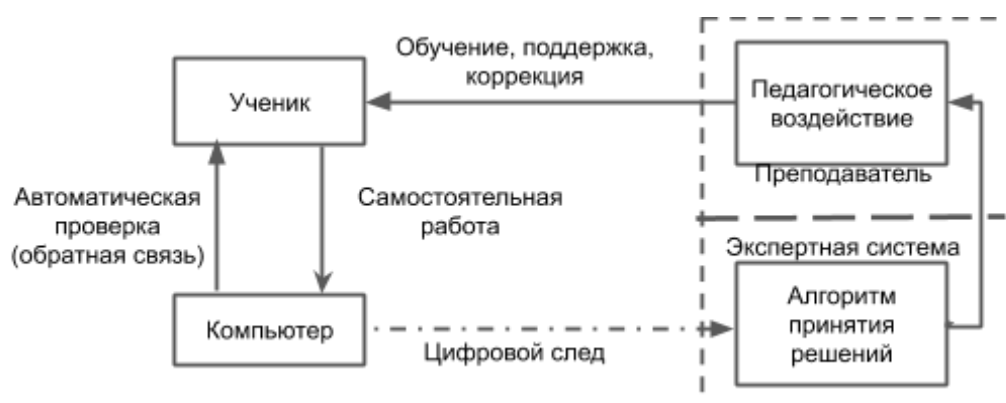 Обучение, поддержка,
коррекция
Ученик
Педагогическое
воздействие
Преподаватель
Автоматическая
проверка
(обратная связь)
Самостоятельная
работа
Экспертная система
Компьютер
Цифровой след
Алгоритм
принятия
решений